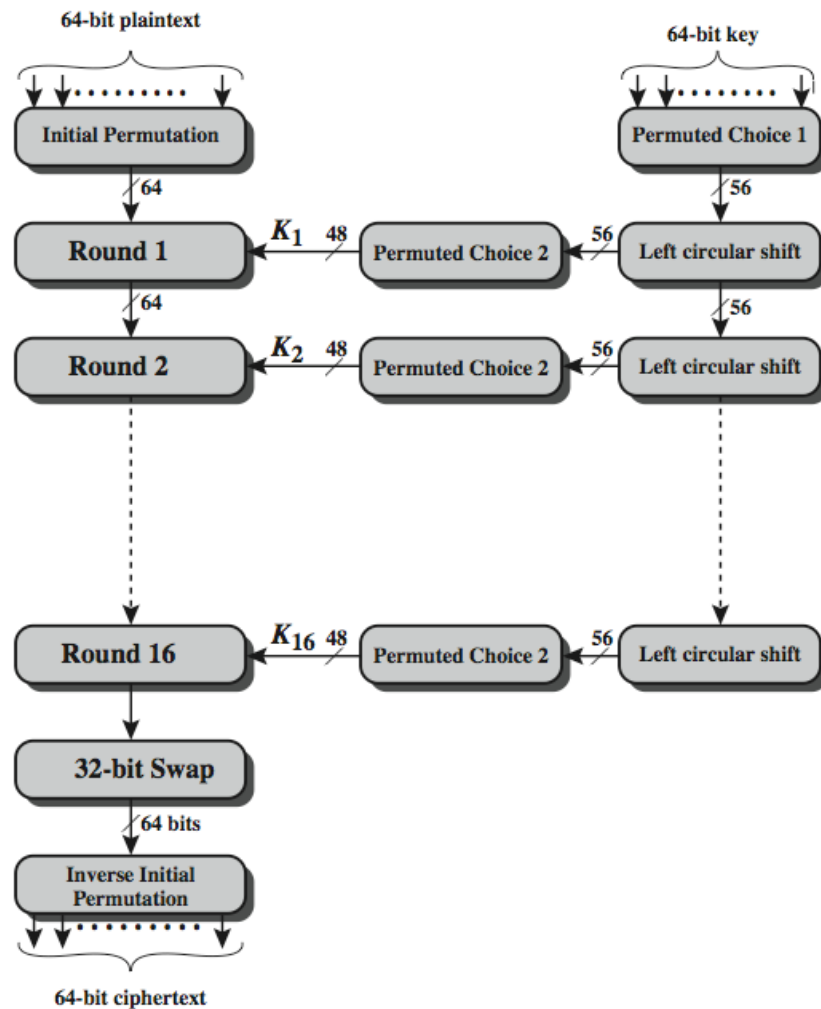 64-bit plaintext
64-bit key
Initial Permutation
Permuted Choice 1
64
56
Round 1
K1
48
Permuted Choice 2
56
Left circular shift
64
56
Round 2
K2
48
Permuted Choice 2
56
Left circular shift
Round 16
K16
48
Permuted Choice 2
56
Left circular shift
32-bit Swap
64 bits
Inverse Initial
Permutation
64-bit ciphertext